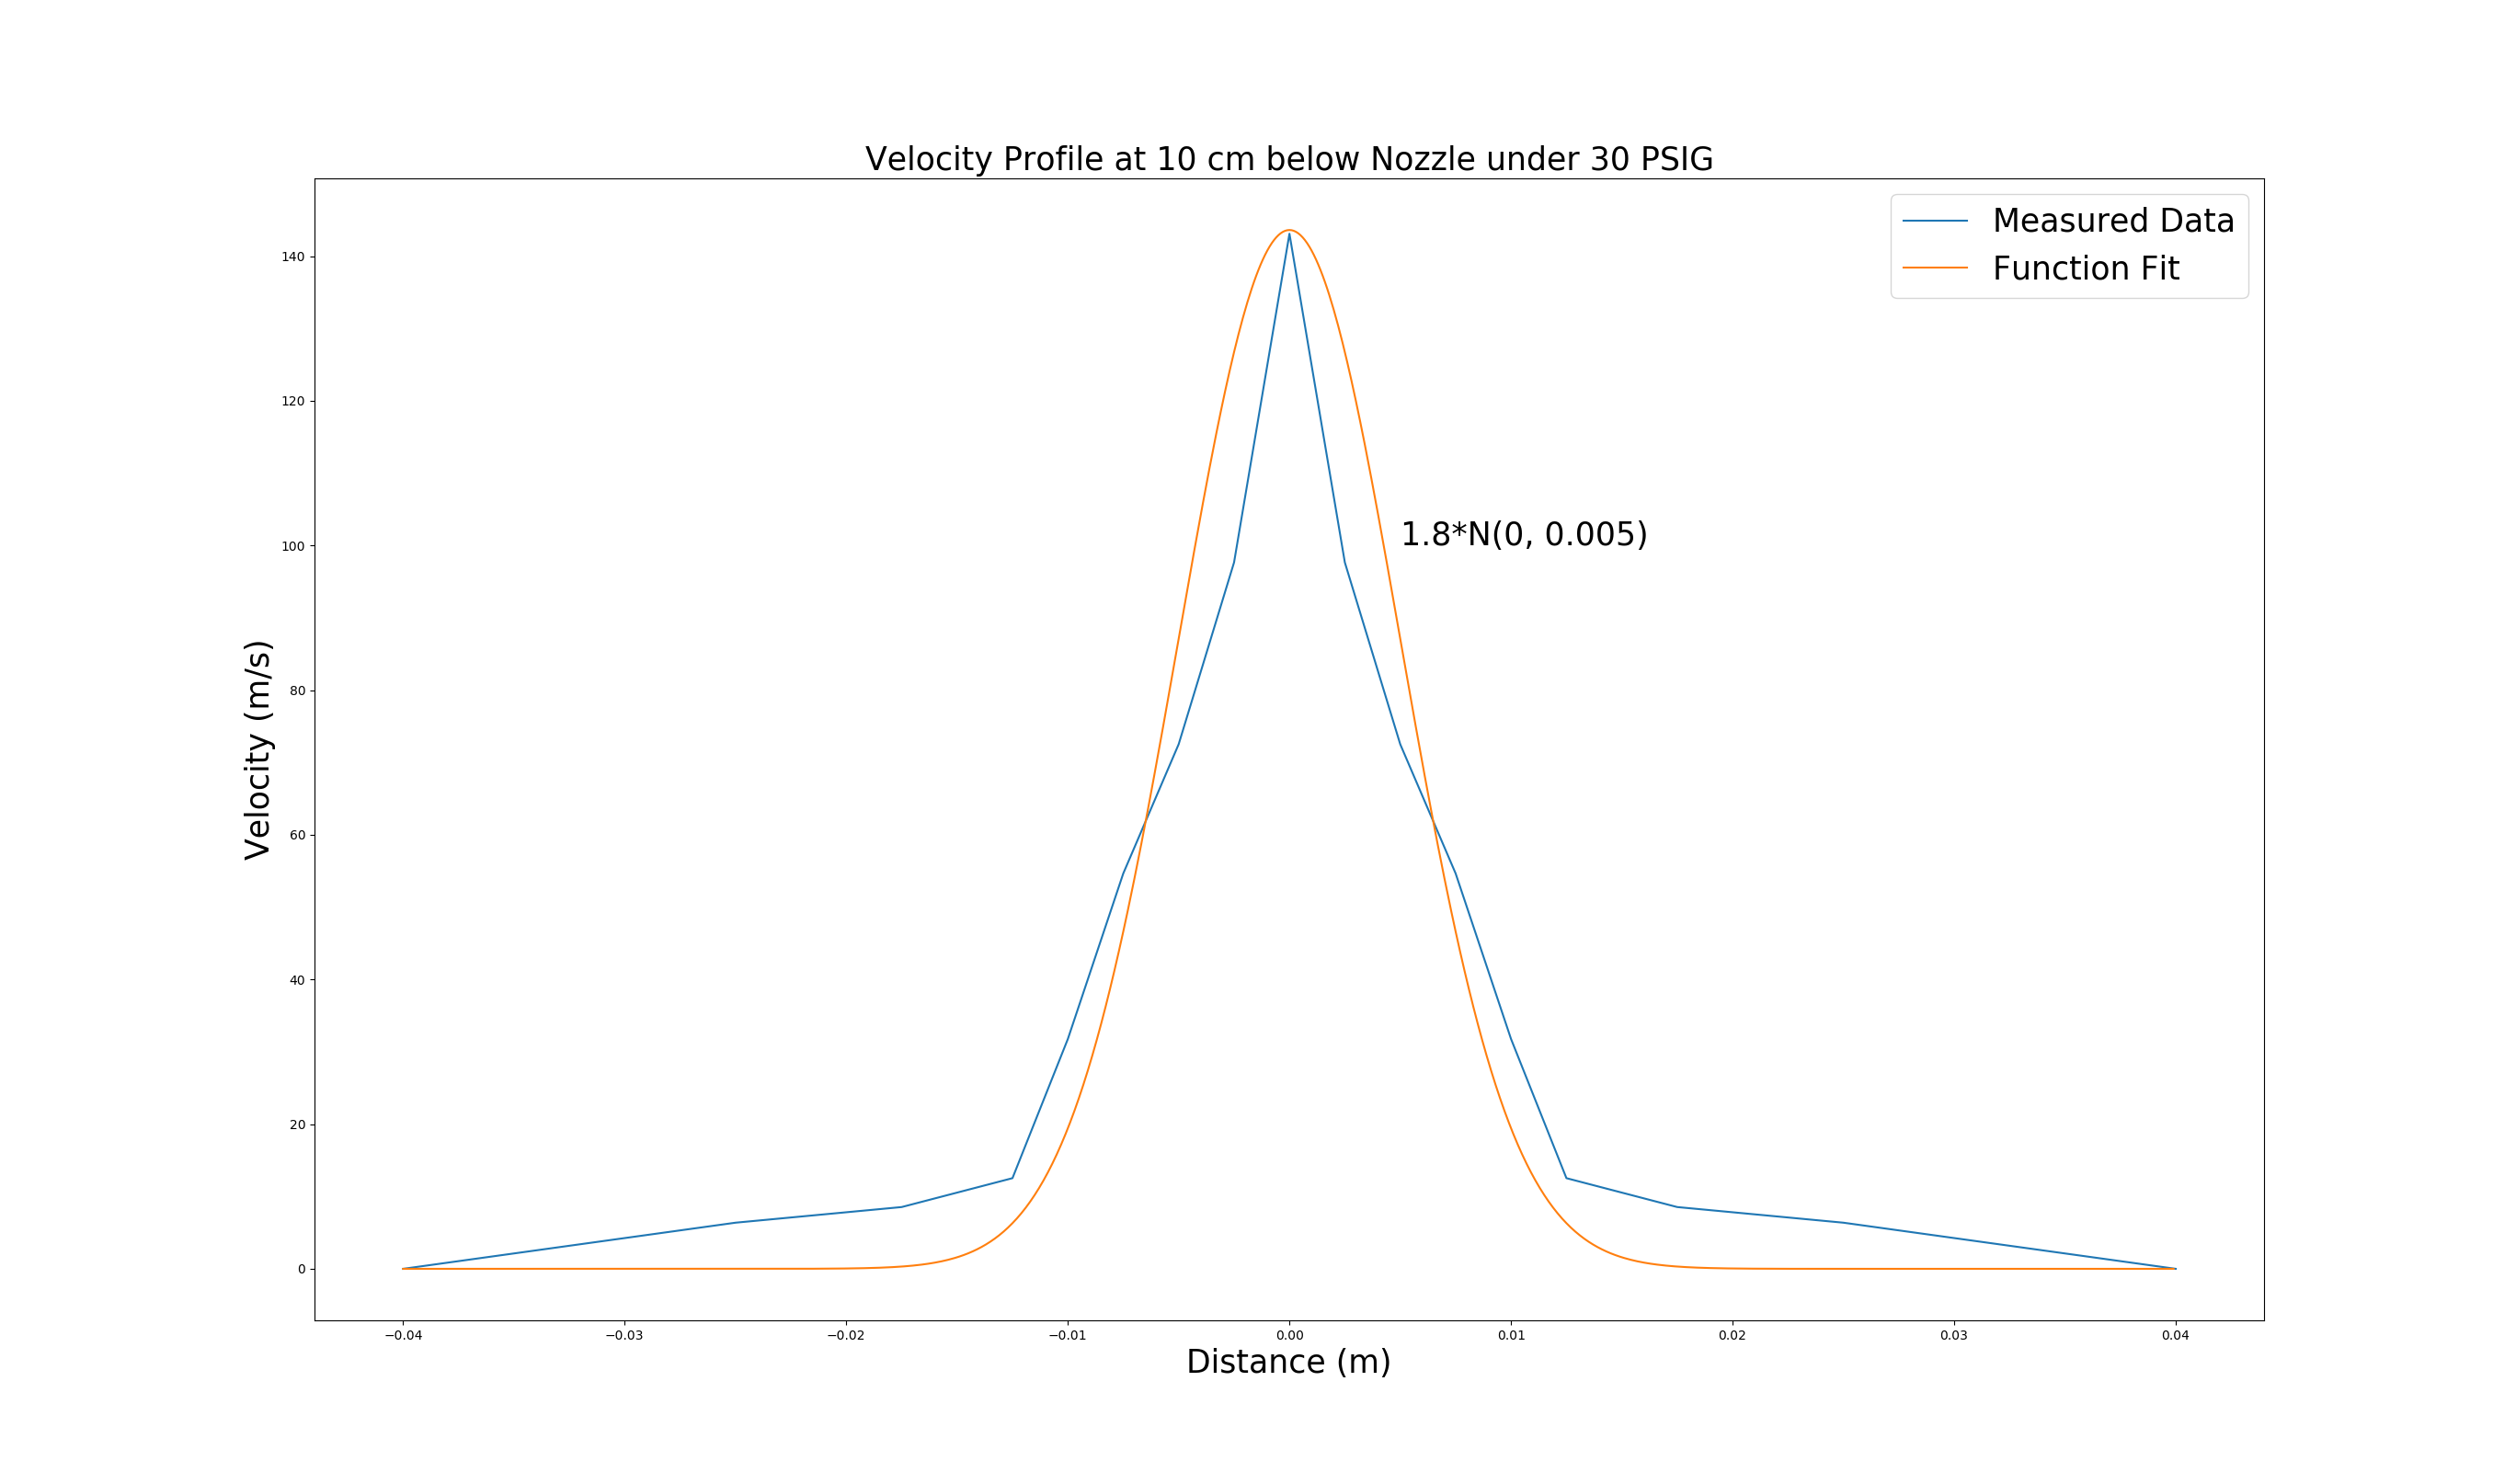 Velocity Profile at 10 cm below Nozzle under 30 PSIG
Measured Data
Function Fit
1.8*N(0, 0.005)
Velocity (m/s)
140
120
100
80
60
40
20
0
−0.04 −0.03 −0.02 −0.01 0.00 0.01 0.02 0.03 0.04
Distance (m)